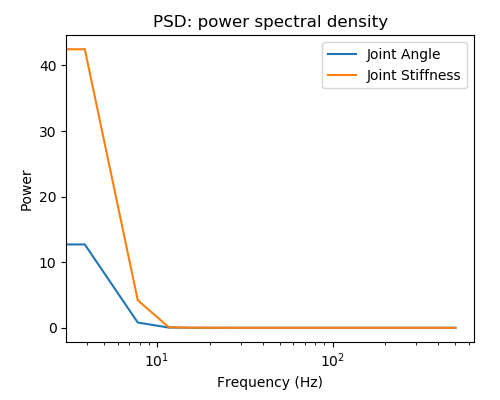 PSD: power spectral density
Joint Angle
Joint Stiffness
Power
40
30
20
10
0
10¹
10²
Frequency (Hz)